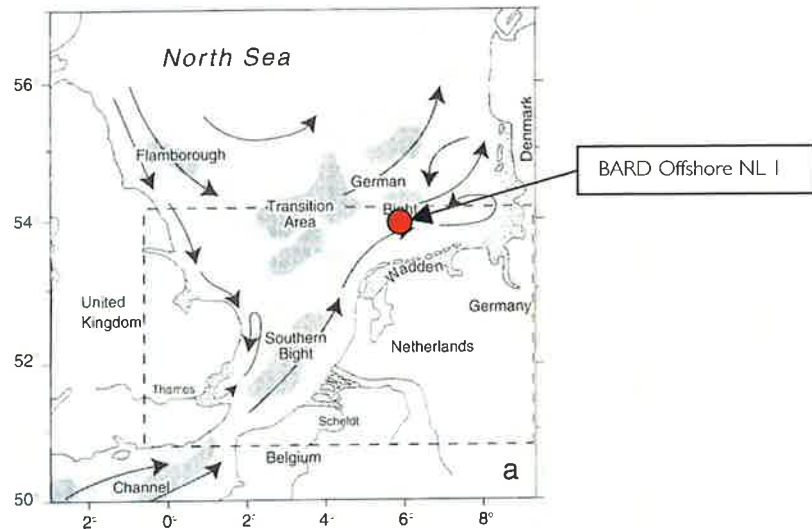 North Sea
56
Denmark
Flamborough
German
BARD Offshore NL 1
Transition
Area
Bight
54
Wadden
United
Kingdom
Germany
52
Southern
Bight
Netherlands
Thames
Scheldt
Belgium
a
Channel
50
2° 0° 2° 4° 6° 8°